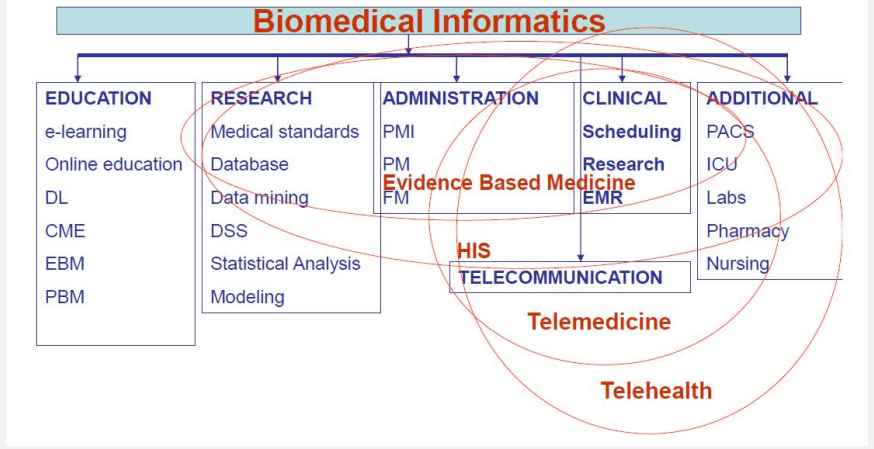 Biomedical Informatics
EDUCATION
e-learning
Online education
DL
CME
EBM
PBM
RESEARCH
Medical standards
Database
Data mining
DSS
Statistical Analysis
Modeling
ADMINISTRATION
PMI
PM
FM
CLINICAL
Scheduling
Research
EMR
ADDITIONAL
PACS
ICU
Labs
Pharmacy
Nursing
Evidence Based Medicine
HIS
TELECOMMUNICATION
Telemedicine
Telehealth